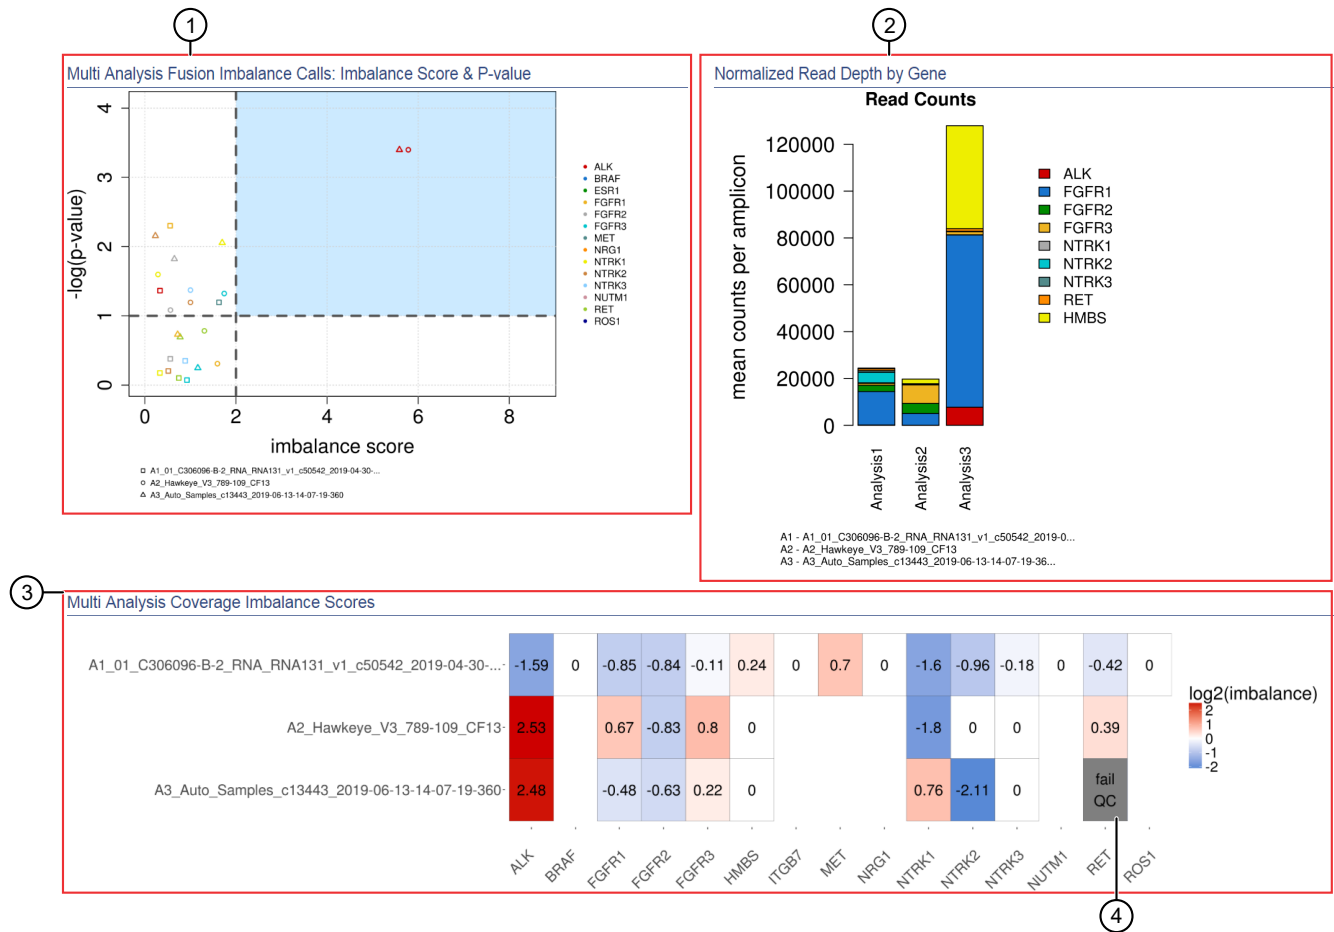 1
2
Multi Analysis Fusion Imbalance Calls: Imbalance Score & P-value
4
3
2
1
0
-log(p-value)
0 2 4 6 8
imbalance score
ALK
BRAF
ESR1
FGFR1
FGFR2
FGFR3
MET
NRG1
NTRK1
NTRK2
NTRK3
NUTM1
RET
ROS1
A1_01_C306096-B-2_RNA_RNA131_v1_c50542_2019-04-30-...
A2_Hawkeye_V3_789-109_CF13
A3_Auto_Samples_c13443_2019-06-13-14-07-19-360
Normalized Read Depth by Gene
Read Counts
120000
100000
80000
60000
40000
20000
0
mean counts per amplicon
Analysis1
Analysis2
Analysis3
ALK
FGFR1
FGFR2
FGFR3
NTRK1
NTRK2
NTRK3
RET
HMBS
A1 - A1_01_C306096-B-2_RNA_RNA131_v1_c50542_2019-0...
A2 - A2_Hawkeye_V3_789-109_CF13
A3 - A3_Auto_Samples_c13443_2019-06-13-14-07-19-36...
3
Multi Analysis Coverage Imbalance Scores
A1_01_C306096-B-2_RNA_RNA131_v1_c50542_2019-04-30-... -1.59 0 -0.85 -0.84 -0.11 0.24 0 0.7 0 -1.6 -0.96 -0.18 0 -0.42 0
A2_Hawkeye_V3_789-109_CF13 2.53 0.67 -0.83 0.8 0 -1.8 0 0 0.39
A3_Auto_Samples_c13443_2019-06-13-14-07-19-360 2.48 -0.48 -0.63 0.22 0 0.76 -2.11 0 fail
QC
ALK BRAF FGFR1 FGFR2 FGFR3 HMBS ITGB7 MET NRG1 NTRK1 NTRK2 NTRK3 NUTM1 RET ROS1
log2(imbalance)
2
1
0
-1
-2
4